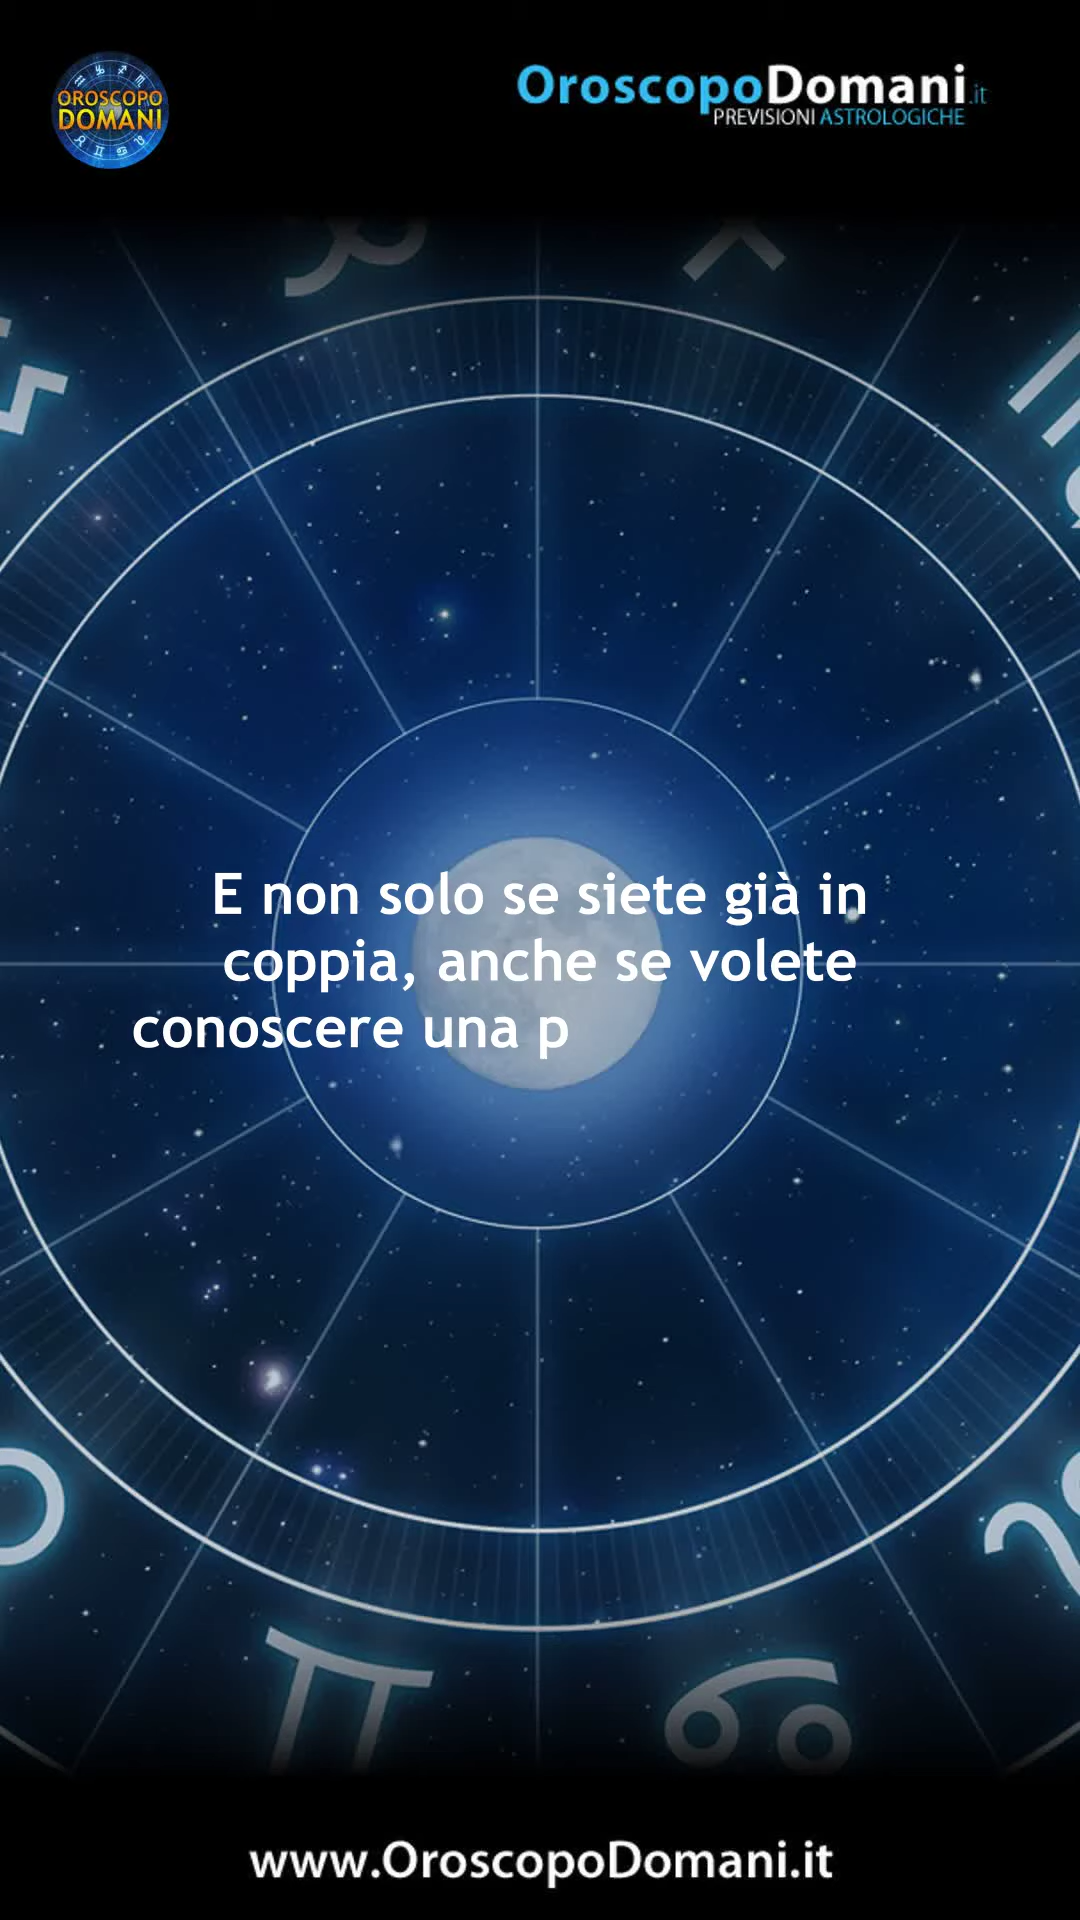 OROSCOPO
DOMANI
OroscopoDomani.it
PREVISIONI ASTROLOGICHE
E non solo se siete già in
coppia, anche se volete
conoscere una p
www.OroscopoDomani.it